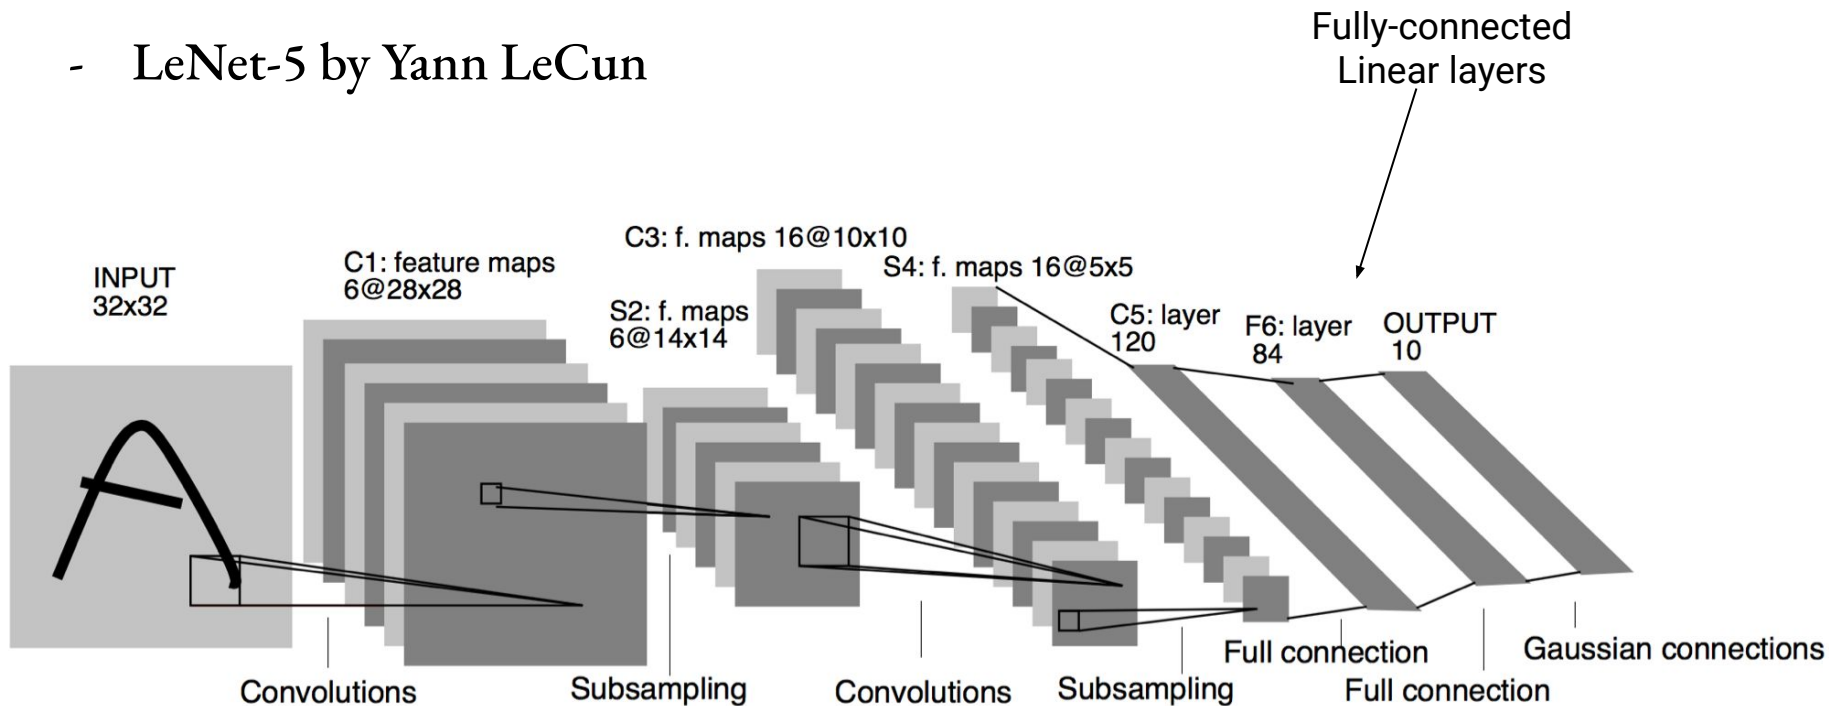 - LeNet-5 by Yann LeCun
Fully-connected
Linear layers
INPUT
32x32
C1: feature maps
6@28x28
S2: f. maps
6@14x14
C3: f. maps 16@10x10
S4: f. maps 16@5x5
C5: layer
120
F6: layer
84
OUTPUT
10
Convolutions
Subsampling
Convolutions
Subsampling
Full connection
Full connection
Gaussian connections